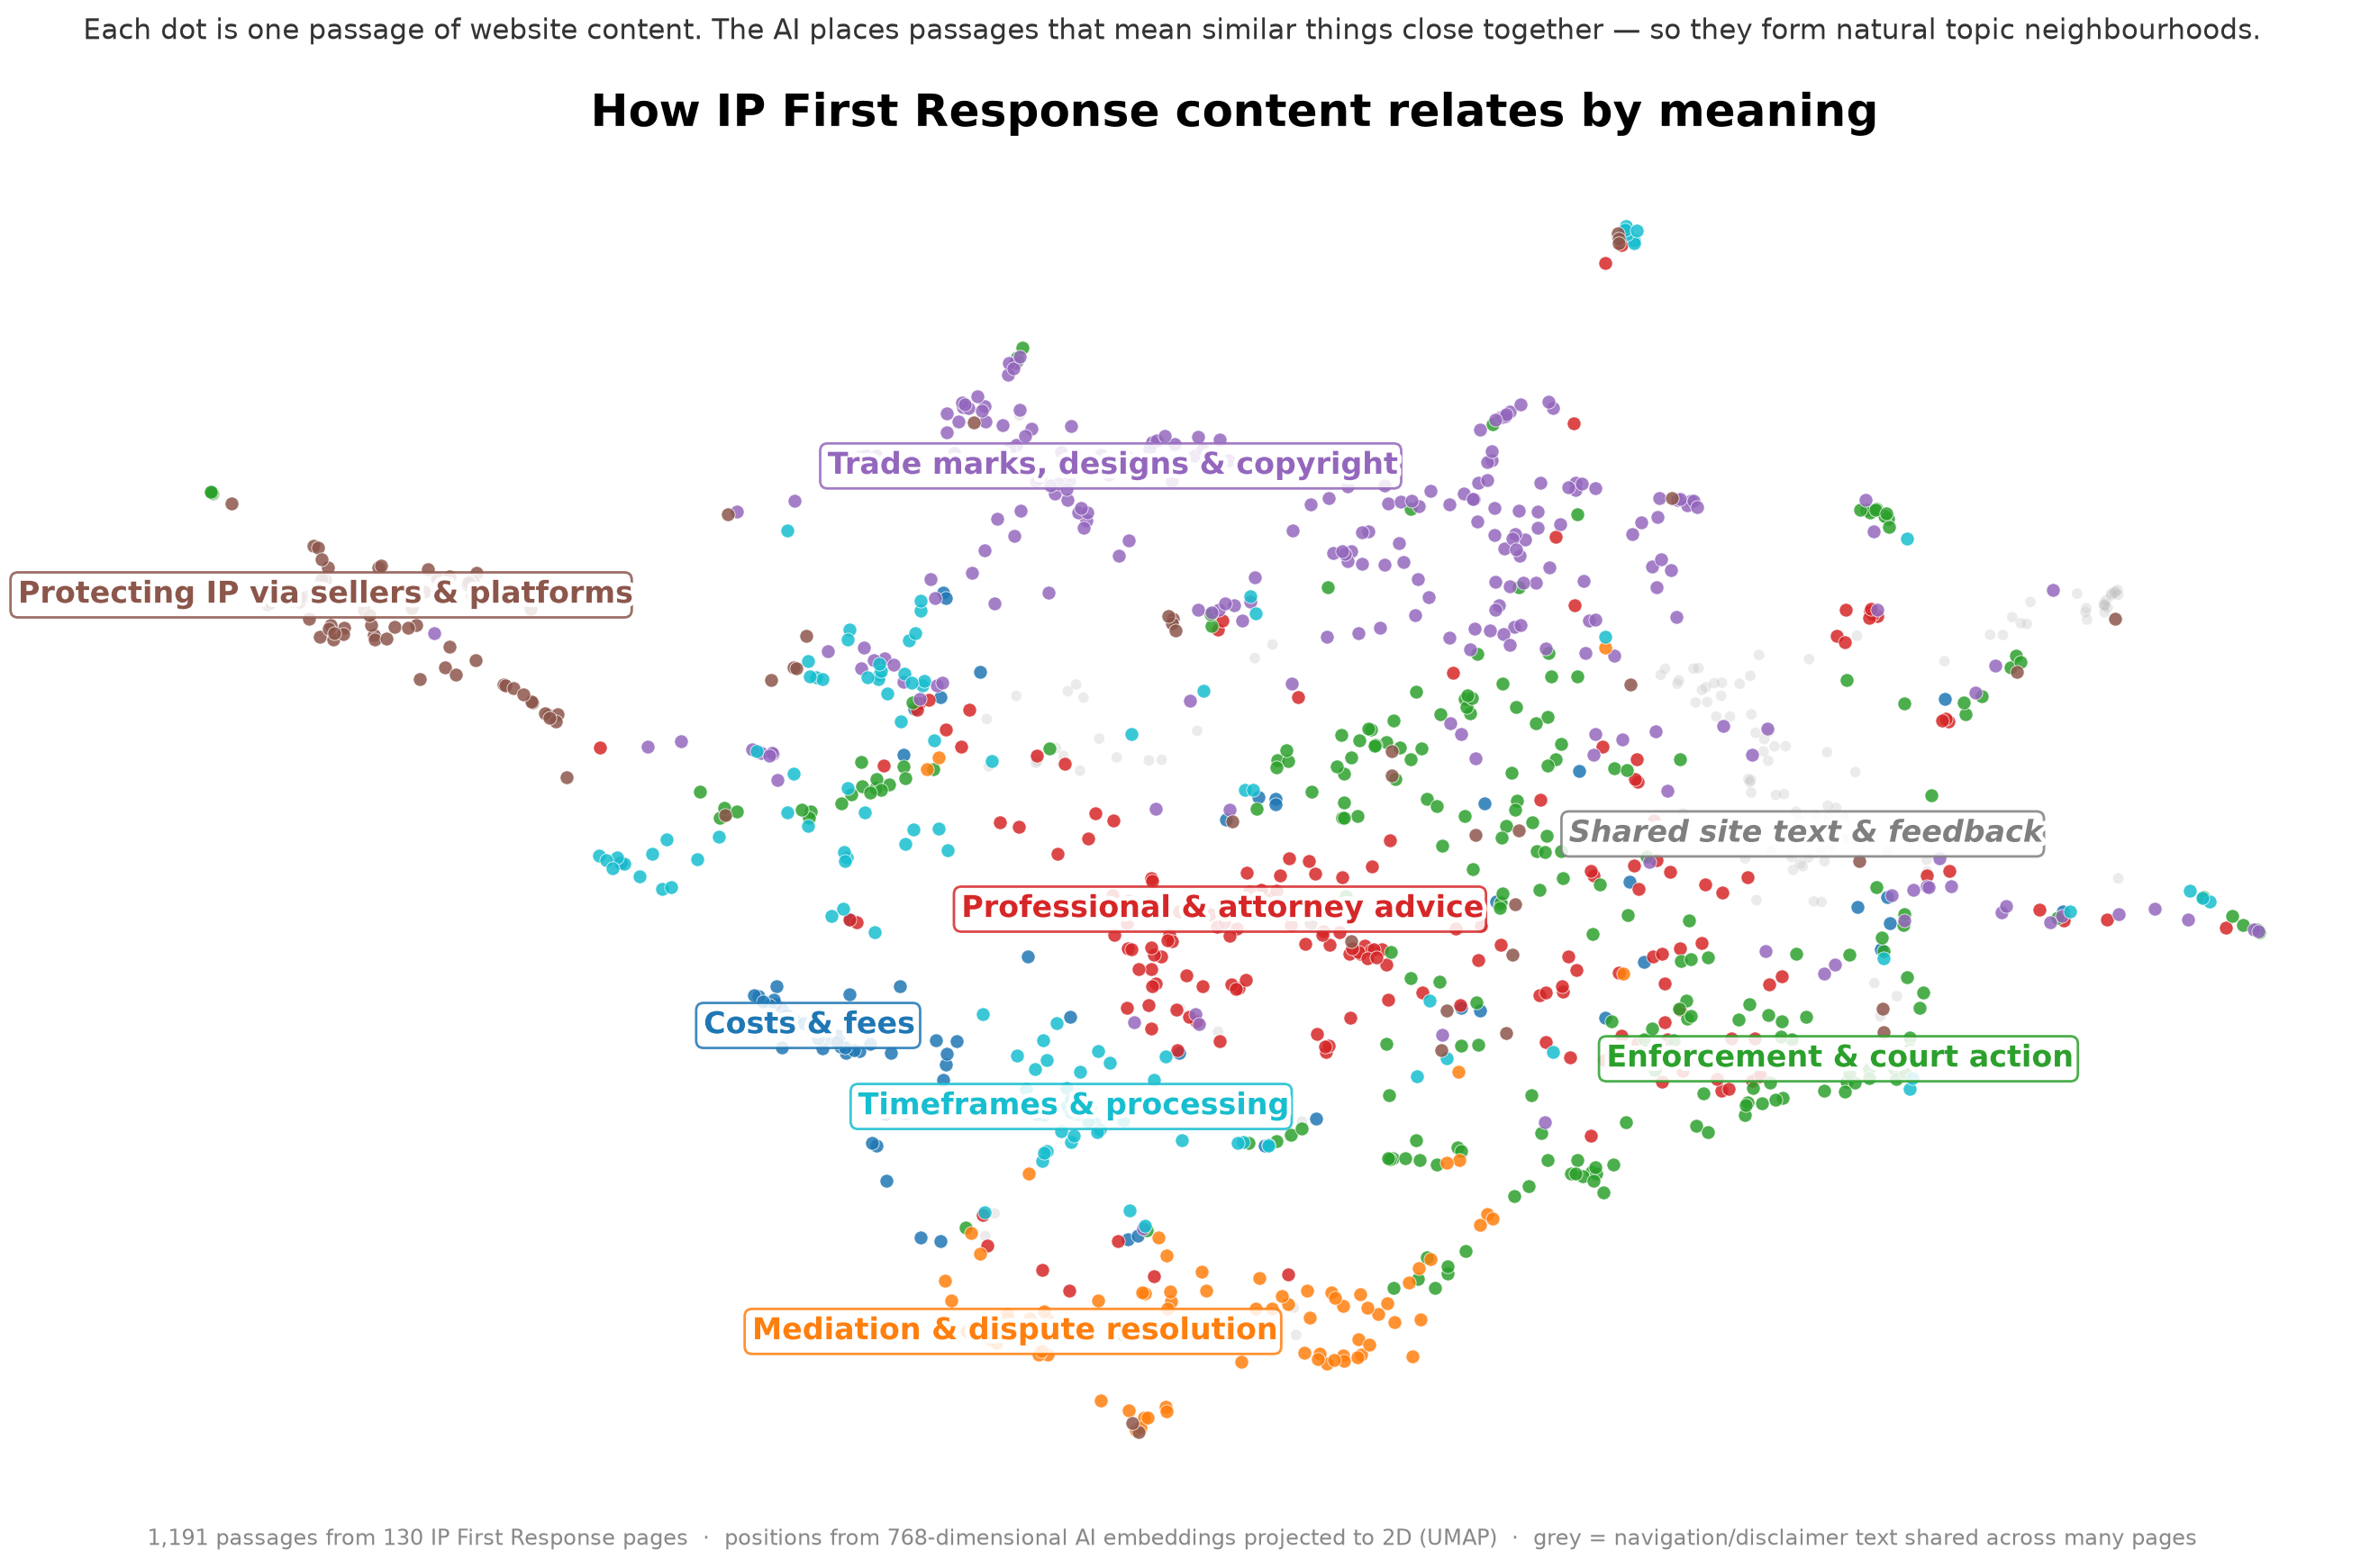 Each dot is one passage of website content. The AI places passages that mean similar things close together — so they form natural topic neighbourhoods.
How IP First Response content relates by meaning
Trade marks, designs & copyright
Protecting IP via sellers & platforms
Shared site text & feedback
Professional & attorney advice
Costs & fees
Enforcement & court action
Timeframes & processing
Mediation & dispute resolution
1,191 passages from 130 IP First Response pages · positions from 768-dimensional AI embeddings projected to 2D (UMAP) · grey = navigation/disclaimer text shared across many pages